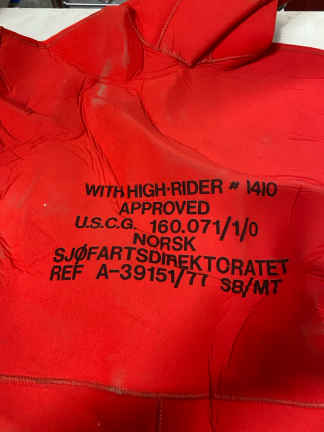 WITH HIGH-RIDER # 1410
APPROVED
U.S.C.G. 160.071/1/0
NORSK
SJØFARTSDIREKTORATET
REF A-39151/77 SB/MT